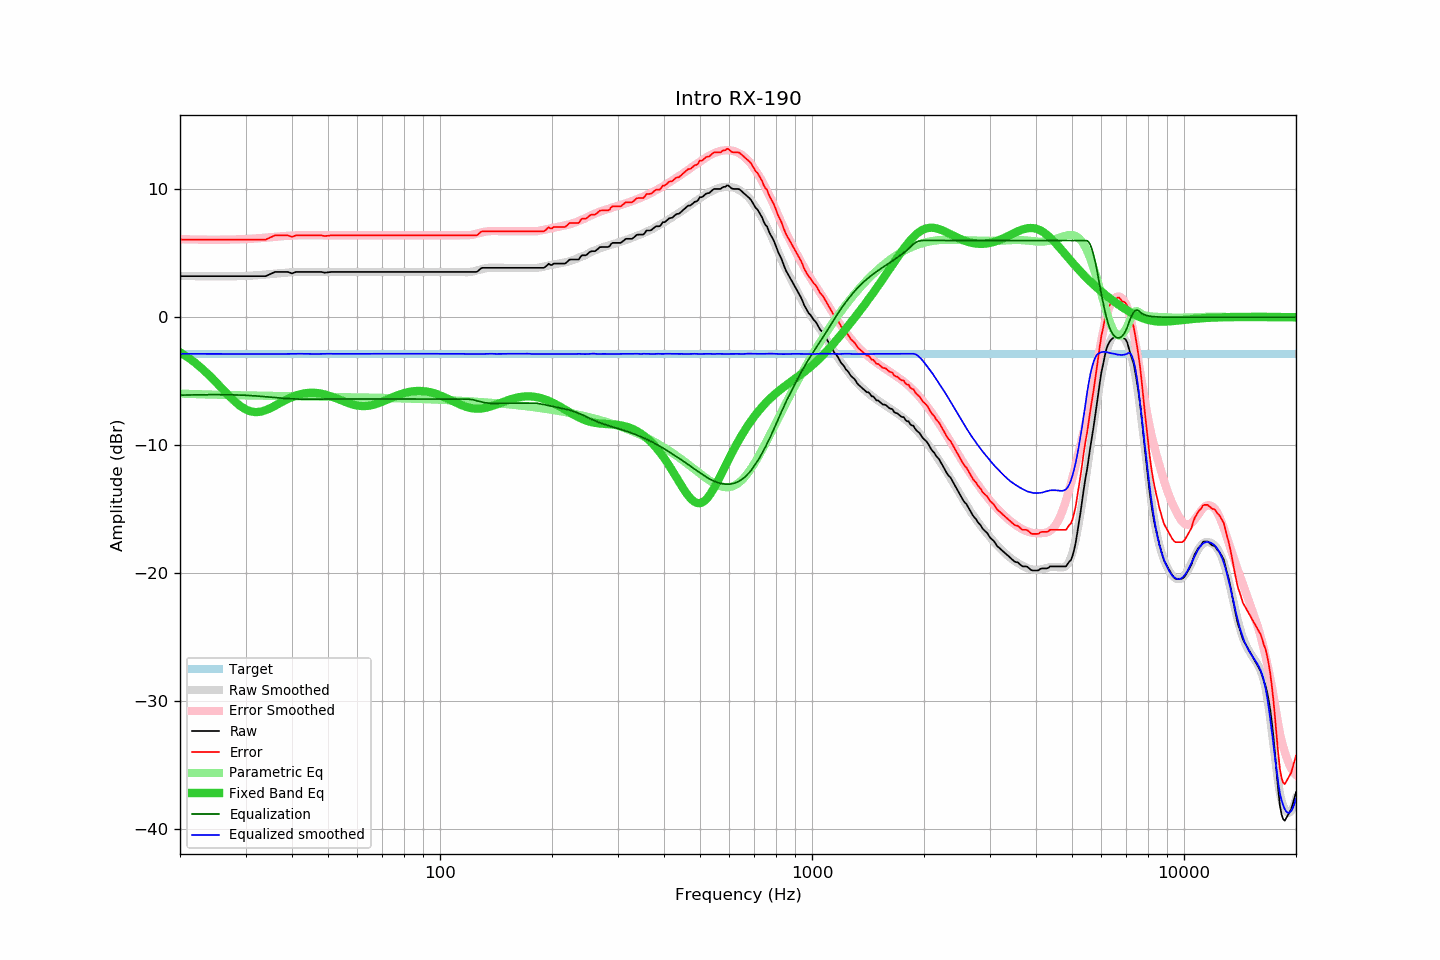 Intro RX-190
Amplitude (dBr)
10
0
−10
−20
−30
−40
Target
Raw Smoothed
Error Smoothed
Raw
Error
Parametric Eq
Fixed Band Eq
Equalization
Equalized smoothed
100
1000
10000
Frequency (Hz)